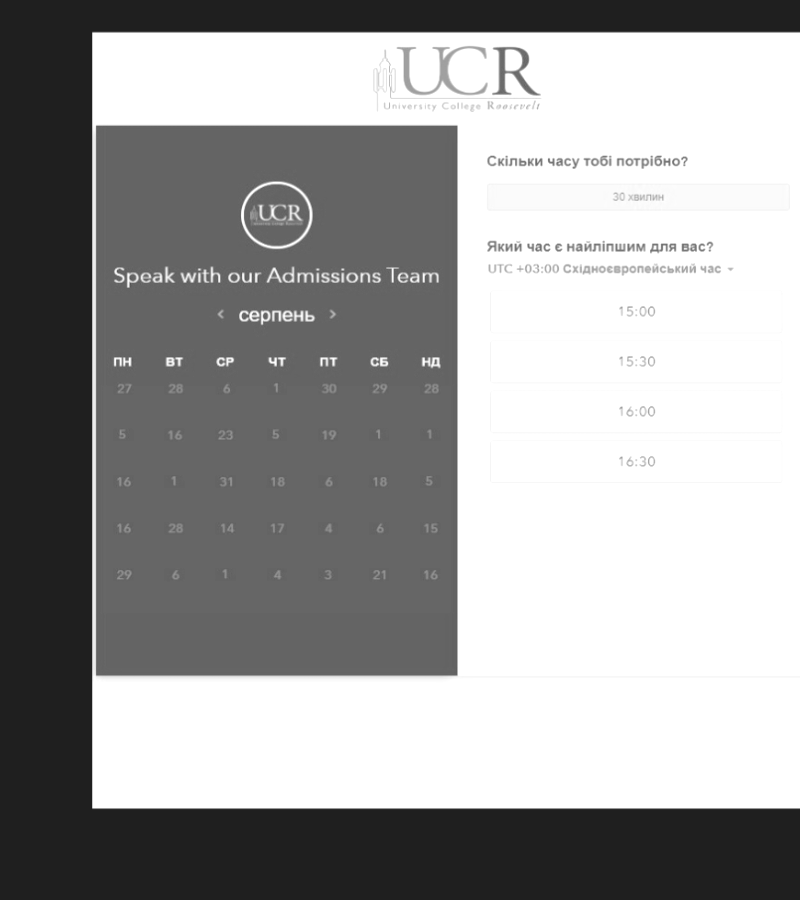 UCR
University College Roosevelt
UCR
Speak with our Admissions Team
< серпень >
ПН ВТ СР ЧТ ПТ СБ НД
27 28 6 1 30 29 28
5 16 23 5 19 1 1
16 1 31 18 6 18 5
16 28 14 17 4 6 15
29 6 1 4 3 21 16
Скільки часу тобі потрібно?
30 хвилин
Який час є найліпшим для вас?
UTC +03:00 Східноєвропейський час
15:00
15:30
16:00
16:30